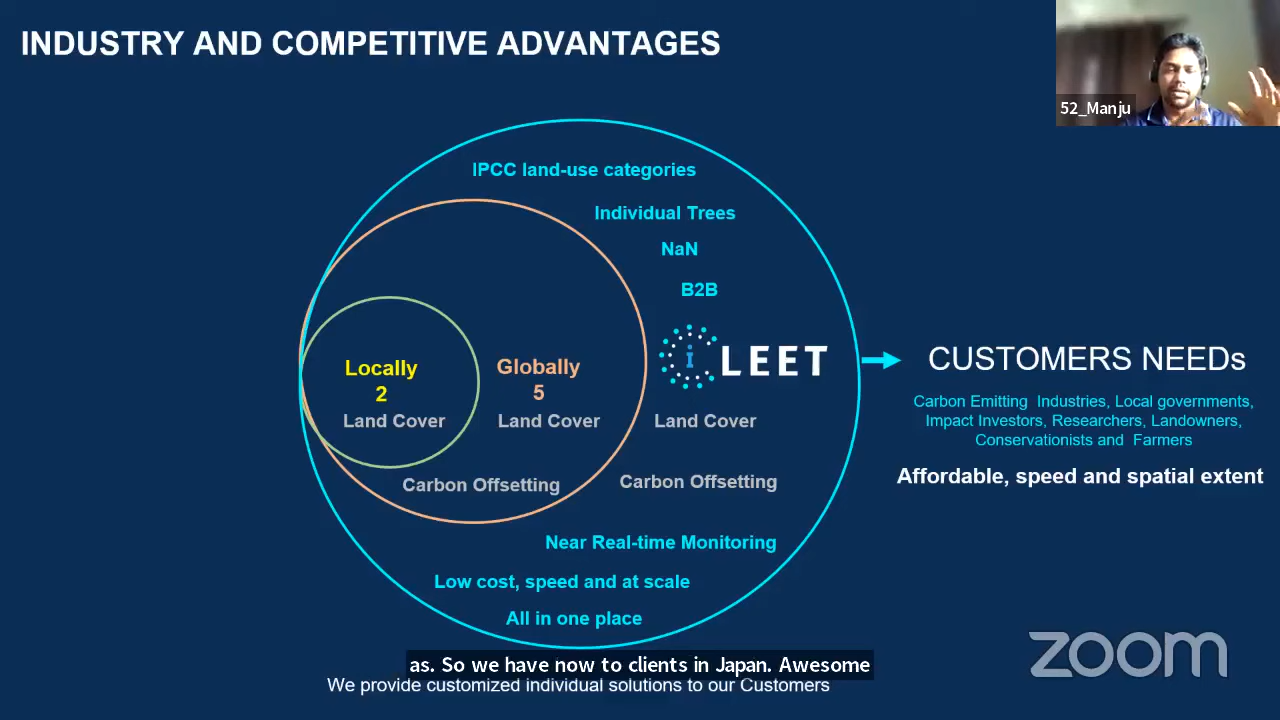 INDUSTRY AND COMPETITIVE ADVANTAGES
52_Manju
IPCC land-use categories
Individual Trees
NaN
B2B
LEET
Locally
2
Land Cover
Globally
5
Land Cover
Land Cover
Carbon Offsetting
Carbon Offsetting
Near Real-time Monitoring
Low cost, speed and at scale
All in one place
CUSTOMERS NEEDs
Carbon Emitting Industries, Local governments,
Impact Investors, Researchers, Landowners,
Conservationists and Farmers
Affordable, speed and spatial extent
as. So we have now to clients in Japan. Awesome
We provide customized individual solutions to our Customers
zoom